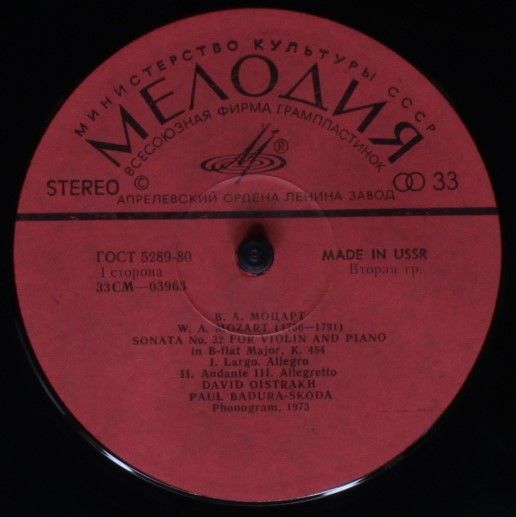 МИНИСТЕРСТВО КУЛЬТУРЫ СССР
МЕЛОДИЯ
ВСЕСОЮЗНАЯ ФИРМА ГРАМПЛАСТИНОК
®
STEREO © 33
АПРЕЛЕВСКИЙ ОРДЕНА ЛЕНИНА ЗАВОД
ГОСТ 5289-80 MADE IN USSR
1 сторона Вторая гр.
33СМ—03963
В. А. МОЦАРТ
W. A. MOZART (1756—1791)
SONATA No. 32 FOR VIOLIN AND PIANO
in B-flat Major, K. 454
I. Largo. Allegro
II. Andante III. Allegretto
DAVID OISTRAKH
PAUL BADURA-SKODA
Phonogram, 1973